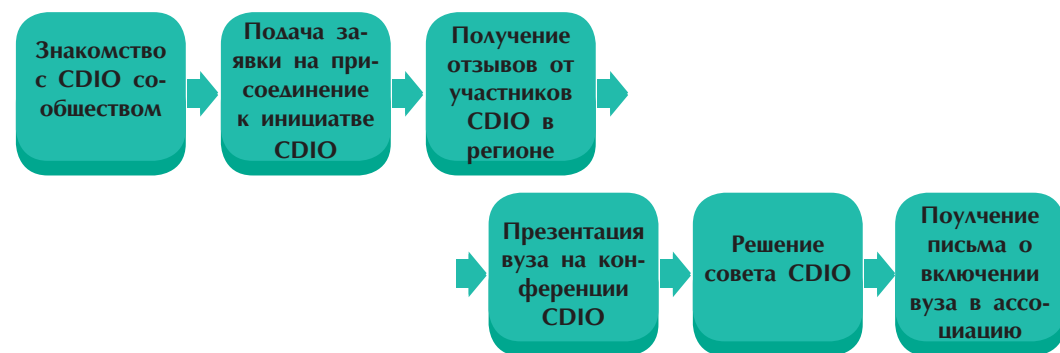 Знакомство
с CDIO со-
обществом
Подача за-
явки на при-
соединение
к инициатве
CDIO
Получение
отзывов от
участников
CDIO в
регионе
Презентация
вуза на кон-
ференции
CDIO
Решение
совета CDIO
Поулчение
письма о
включении
вуза в ассо-
циацию